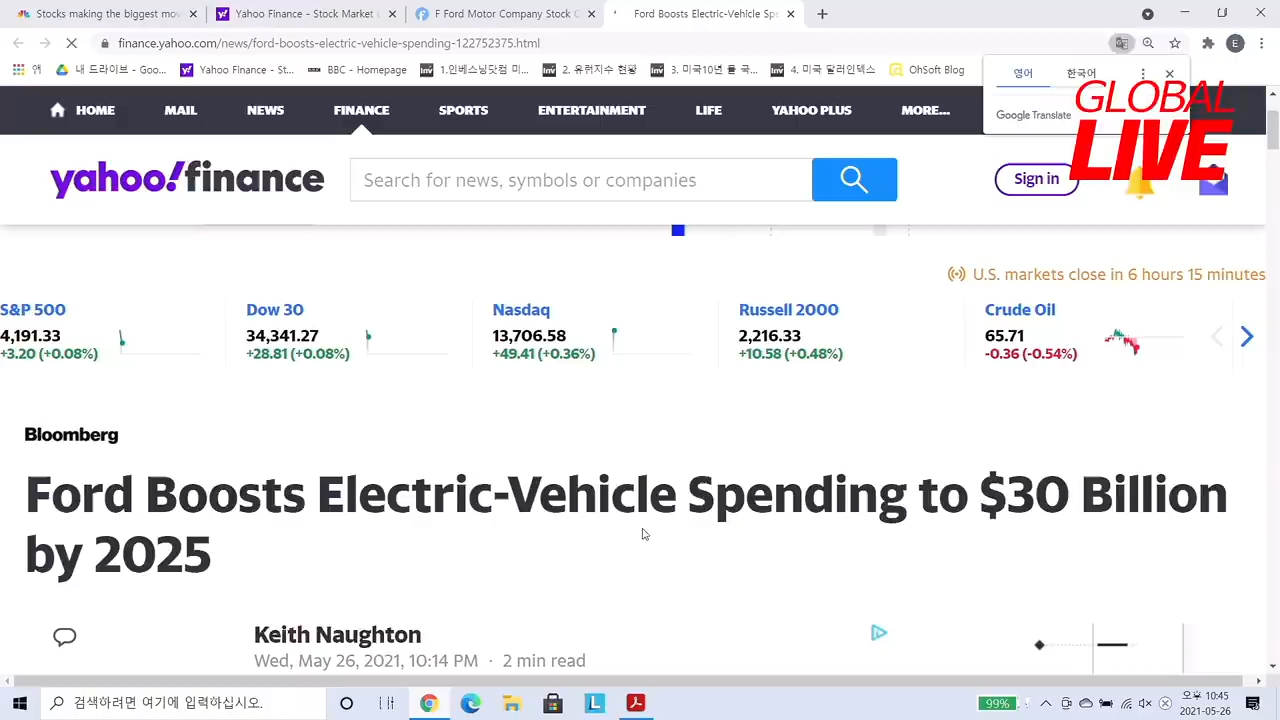 Stocks making the biggest mov
Yahoo Finance - Stock Market L
F Ford Motor Company Stock C
Ford Boosts Electric-Vehicle Spe
finance.yahoo.com/news/ford-boosts-electric-vehicle-spending-122752375.html
E
앱
내 드라이브 - Goo...
Yahoo Finance - St...
BBC - Homepage
Inv 1.인베스팅닷컴 미...
Inv 2. 유런지수 현황
Inv 3. 미국10년 물 국...
Inv 4. 미국 달러인덱스
OhSoft Blog
영어
한국어
Google Translate
GLOBAL
LIVE
HOME
MAIL
NEWS
FINANCE
SPORTS
ENTERTAINMENT
LIFE
YAHOO PLUS
MORE...
yahoo!finance
Search for news, symbols or companies
Sign in
U.S. markets close in 6 hours 15 minutes
S&P 500
4,191.33
+3.20 (+0.08%)
Dow 30
34,341.27
+28.81 (+0.08%)
Nasdaq
13,706.58
+49.41 (+0.36%)
Russell 2000
2,216.33
+10.58 (+0.48%)
Crude Oil
65.71
-0.36 (-0.54%)
Bloomberg
Ford Boosts Electric-Vehicle Spending to $30 Billion
by 2025
Keith Naughton
Wed, May 26, 2021, 10:14 PM · 2 min read
검색하려면 여기에 입력하십시오.
L
99%
오후 10:45
2021-05-26